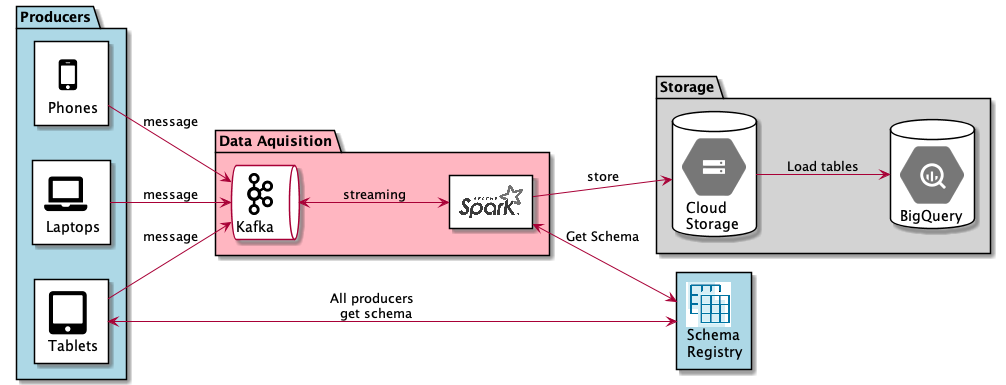 Producers
Phones
message
Data Aquisition
Storage
Laptops
message
Kafka
streaming
APACHE
Spark
store
Cloud
Storage
Load tables
BigQuery
message
Get Schema
Tablets
All producers
get schema
Schema
Registry